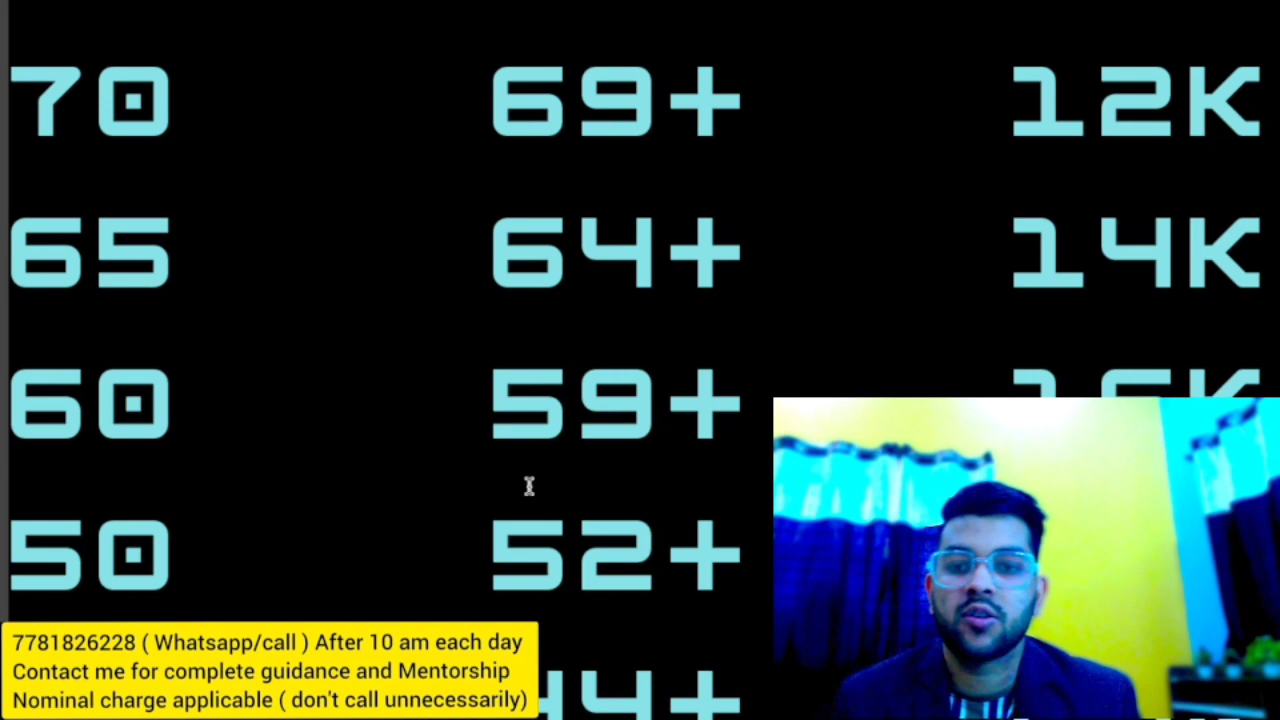 70 69+ 12K
65 64+ 14K
60 59+
50 52+
7781826228 ( Whatsapp/call ) After 10 am each day
Contact me for complete guidance and Mentorship
Nominal charge applicable ( don't call unnecessarily)